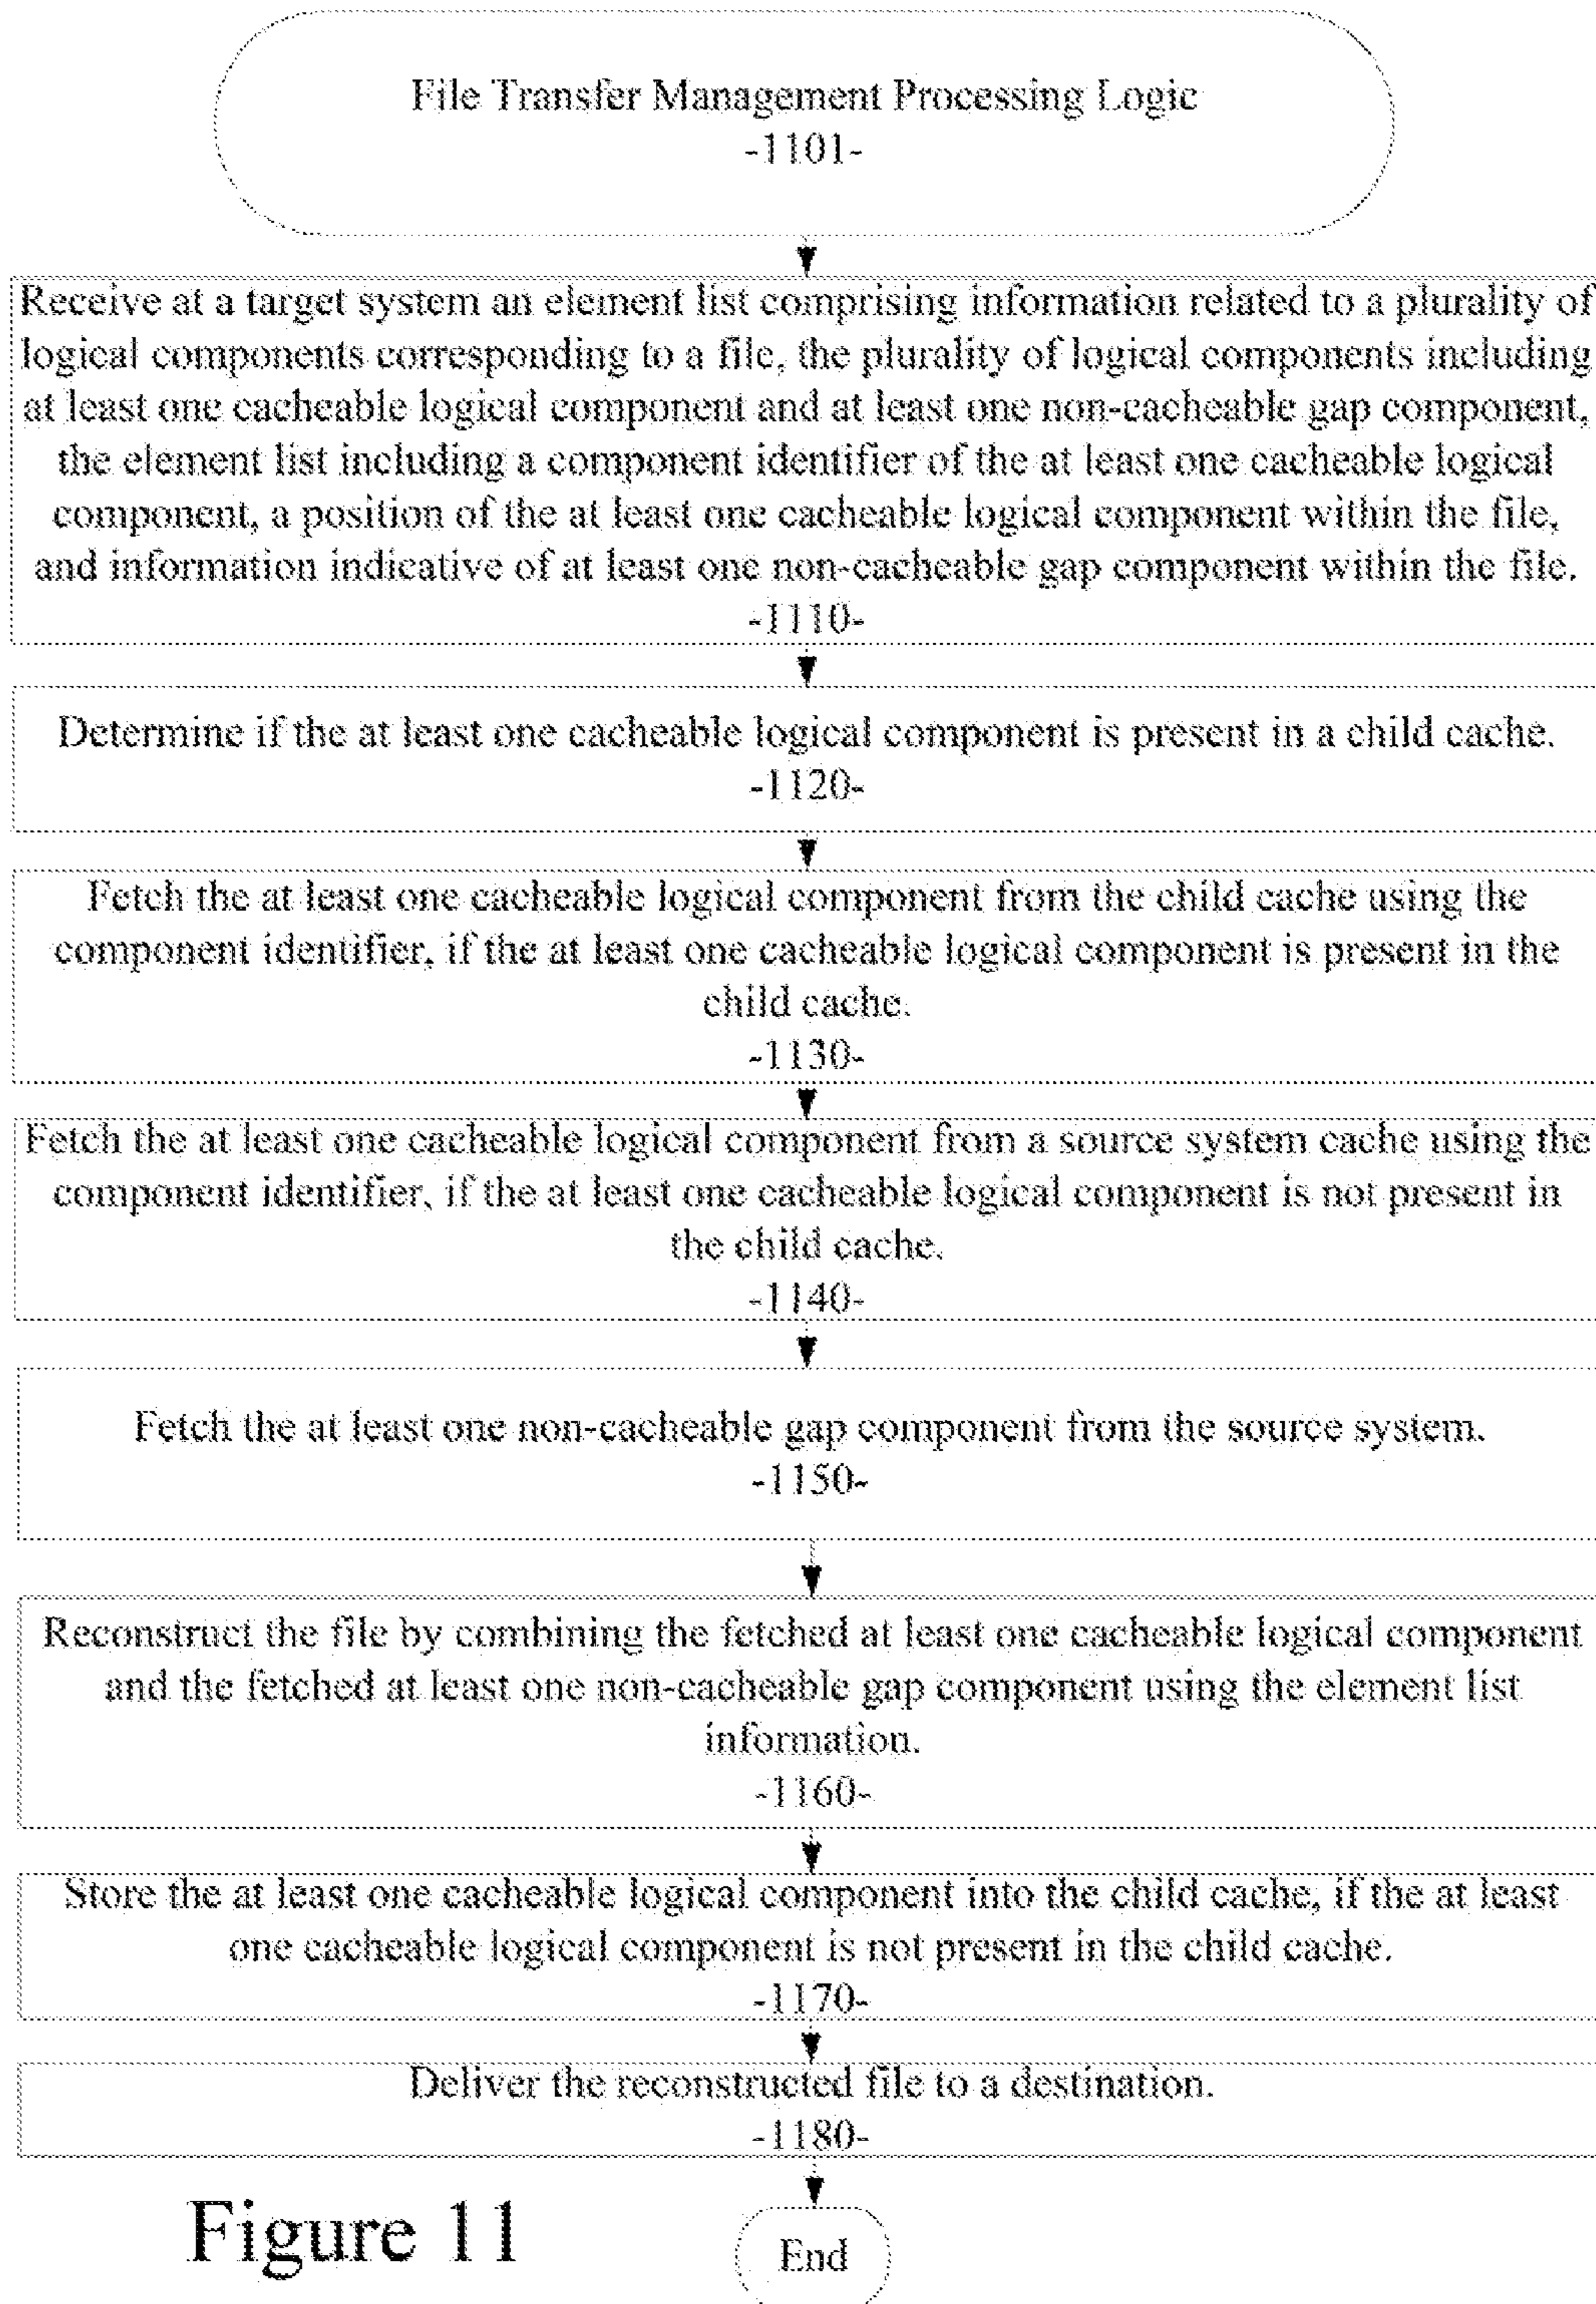 File Transfer Management Processing Logic
-1101-
Receive at a target system an element list comprising information related to a plurality of
logical components corresponding to a file, the plurality of logical components including
at least one cacheable logical component and at least one non-cacheable gap component,
the element list including a component identifier of the at least one cacheable logical
component, a position of the at least one cacheable logical component within the file,
and information indicative of at least one non-cacheable gap component within the file.
-1110-
Determine if the at least one cacheable logical component is present in a child cache.
-1120-
Fetch the at least one cacheable logical component from the child cache using the
component identifier, if the at least one cacheable logical component is present in the
child cache.
-1130-
Fetch the at least one cacheable logical component from a source system cache using the
component identifier, if the at least one cacheable logical component is not present in
the child cache.
-1140-
Fetch the at least one non-cacheable gap component from the source system.
-1150-
Reconstruct the file by combining the fetched at least one cacheable logical component
and the fetched at least one non-cacheable gap component using the element list
information.
-1160-
Store the at least one cacheable logical component into the child cache, if the at least
one cacheable logical component is not present in the child cache.
-1170-
Deliver the reconstructed file to a destination.
-1180-
Figure 11
End